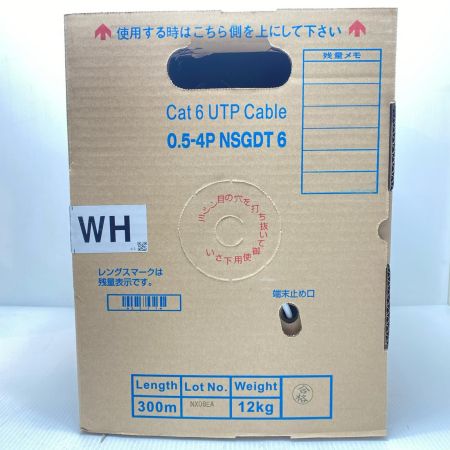 使用する時はこちら側を上にして下さい
残量メモ
Cat 6 UTP Cable
0.5-4P NSGDT 6
ミシン目の穴を打ち抜いて御使用下さい
WH
レングスマークは
残量表示です。
端末止め口
Length Lot No. Weight
300m NX08EA 12kg
合格